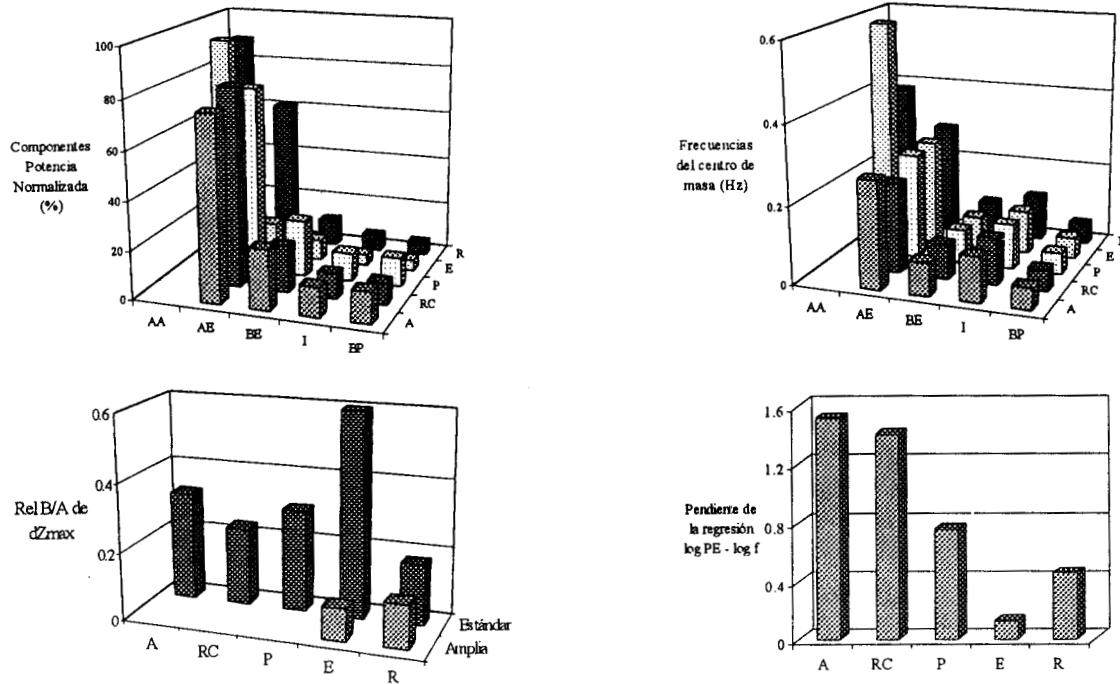 100
80
60
40
20
0
Componentes
Potencia
Normalizada
(%)
AA
AE
BE
I
BP
A
RC
P
E
R
0.6
0.4
0.2
0
Frecuencias
del centro de
masa (Hz)
AA
AE
BE
I
BP
A
RC
P
E
0.6
0.4
0.2
0
Rel B/A de
dZmax
A
RC
P
E
R
Estándar
Amplia
1.6
1.2
0.8
0.4
0
Pendiente de
la regresión
log PE - log f
A
RC
P
E
R